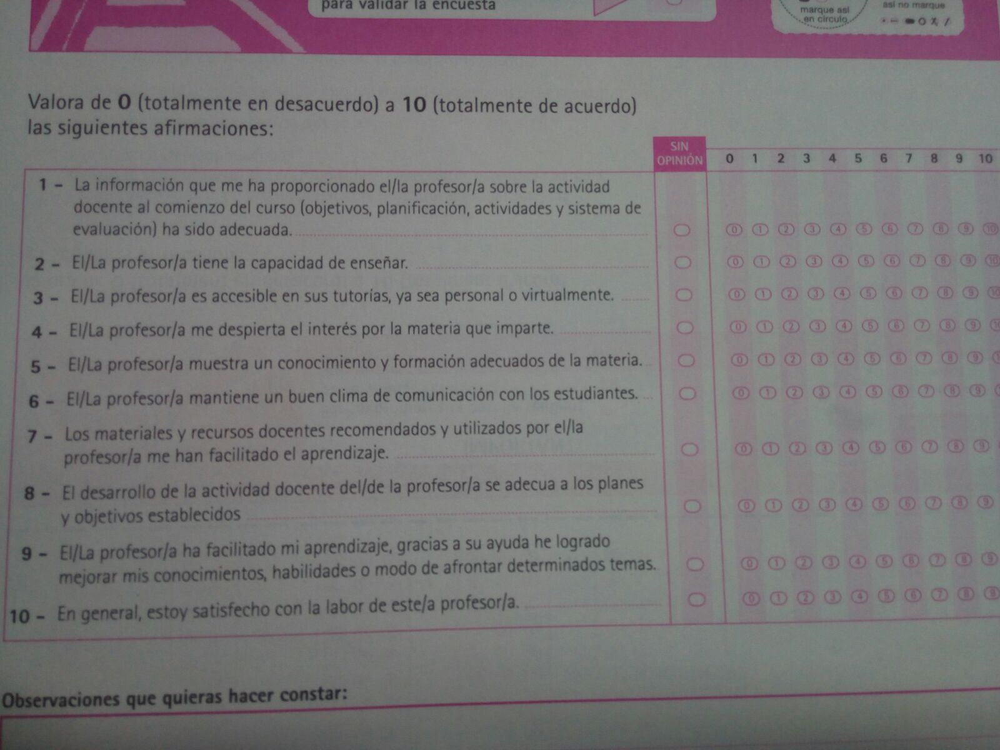 para validar la encuesta
marque así
en círculo
así no marque
Valora de 0 (totalmente en desacuerdo) a 10 (totalmente de acuerdo)
las siguientes afirmaciones:
SIN
OPINIÓN
0 1 2 3 4 5 6 7 8 9 10
1 - La información que me ha proporcionado el/la profesor/a sobre la actividad
docente al comienzo del curso (objetivos, planificación, actividades y sistema de
evaluación) ha sido adecuada.
0 1 2 3 4 5 6 7 8 9 10
2 - El/La profesor/a tiene la capacidad de enseñar.
0 1 2 3 4 5 6 7 8 9 10
3 - El/La profesor/a es accesible en sus tutorías, ya sea personal o virtualmente.
0 1 2 3 4 5 6 7 8 9 10
4 - El/La profesor/a me despierta el interés por la materia que imparte.
0 1 2 3 4 5 6 7 8 9
5 - El/La profesor/a muestra un conocimiento y formación adecuados de la materia.
0 1 2 3 4 5 6 7 8 9
6 - El/La profesor/a mantiene un buen clima de comunicación con los estudiantes.
0 1 2 3 4 5 6 7 8 9
7 - Los materiales y recursos docentes recomendados y utilizados por el/la
profesor/a me han facilitado el aprendizaje.
0 1 2 3 4 5 6 7 8 9
8 - El desarrollo de la actividad docente del/de la profesor/a se adecua a los planes
y objetivos establecidos
0 1 2 3 4 5 6 7 8 9
9 - El/La profesor/a ha facilitado mi aprendizaje, gracias a su ayuda he logrado
mejorar mis conocimientos, habilidades o modo de afrontar determinados temas.
0 1 2 3 4 5 6 7 8 9
10 - En general, estoy satisfecho con la labor de este/a profesor/a.
0 1 2 3 4 5 6 7 8 9
Observaciones que quieras hacer constar: